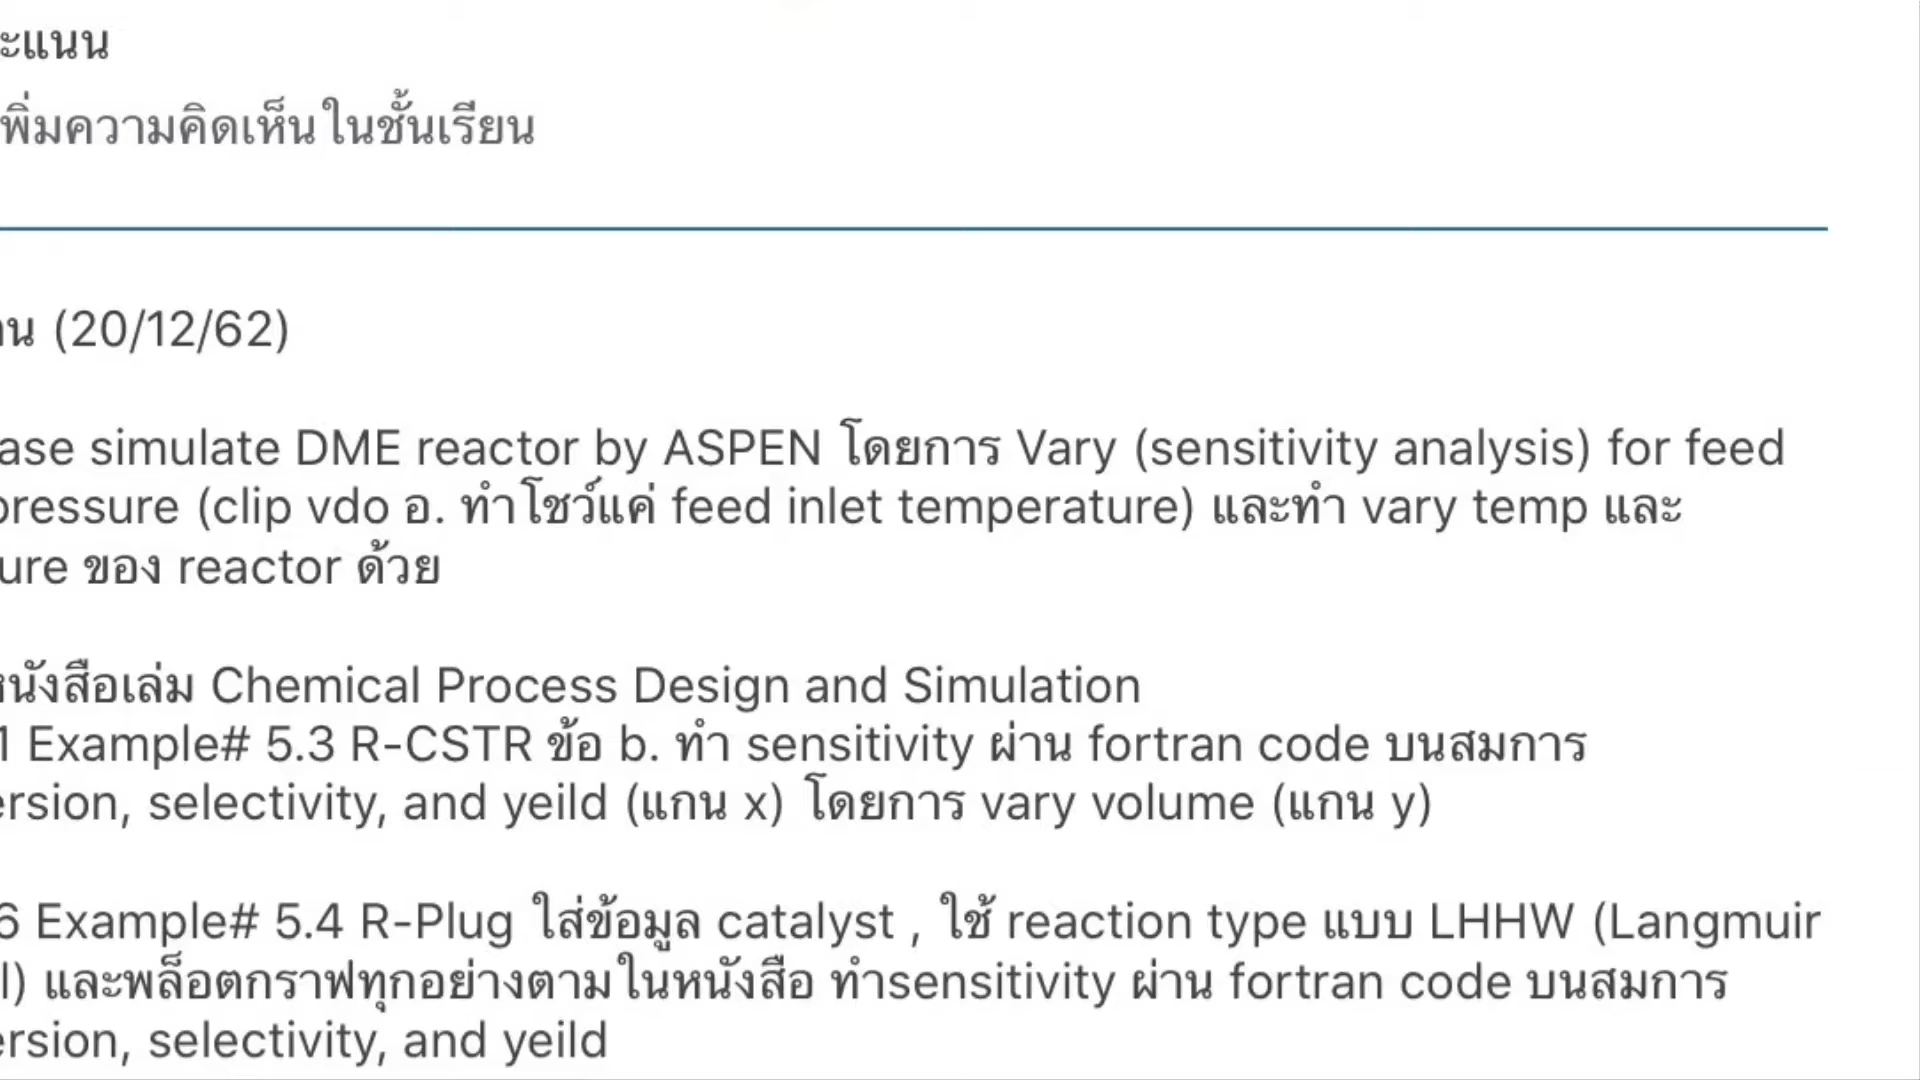 ะแนน
พิ่มความคิดเห็นในชั้นเรียน
าน (20/12/62)
ase simulate DME reactor by ASPEN โดยการ Vary (sensitivity analysis) for feed
pressure (clip vdo อ. ทำโชว์แค่ feed inlet temperature) และทำ vary temp และ
ure ของ reactor ด้วย
หนังสือเล่ม Chemical Process Design and Simulation
1 Example# 5.3 R-CSTR ข้อ b. ทำ sensitivity ผ่าน fortran code บนสมการ
ersion, selectivity, and yeild (แกน x) โดยการ vary volume (แกน y)
6 Example# 5.4 R-Plug ใส่ข้อมูล catalyst , ใช้ reaction type แบบ LHHW (Langmuir
l) และพล็อตกราฟทุกอย่างตามในหนังสือ ทำsensitivity ผ่าน fortran code บนสมการ
ersion, selectivity, and yeild